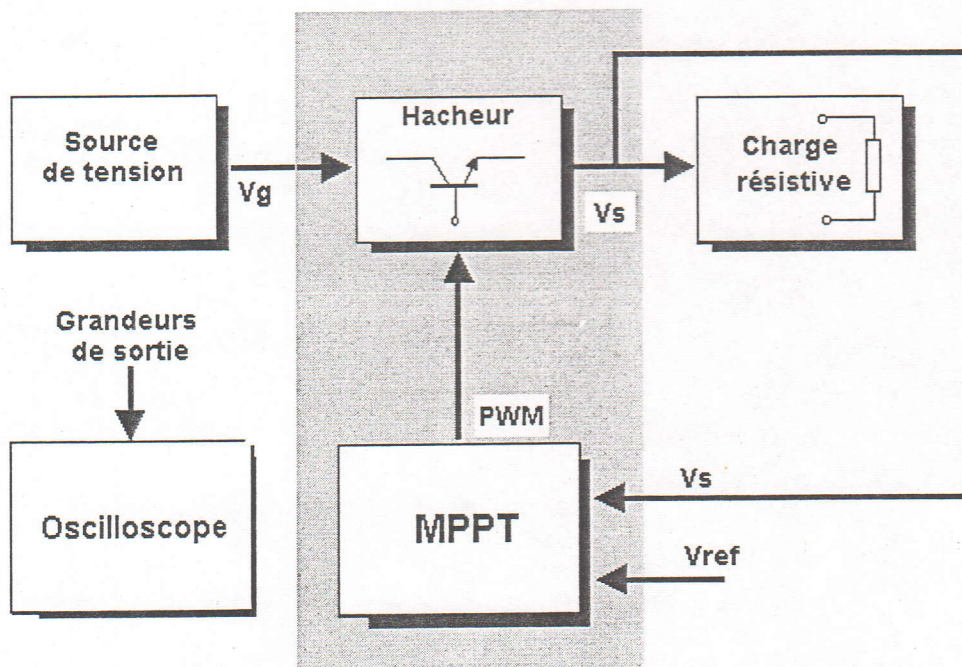 Source
de tension
Vg
Hacheur
Vs
Charge
résistive
Grandeurs
de sortie
Oscilloscope
PWM
MPPT
Vs
Vref